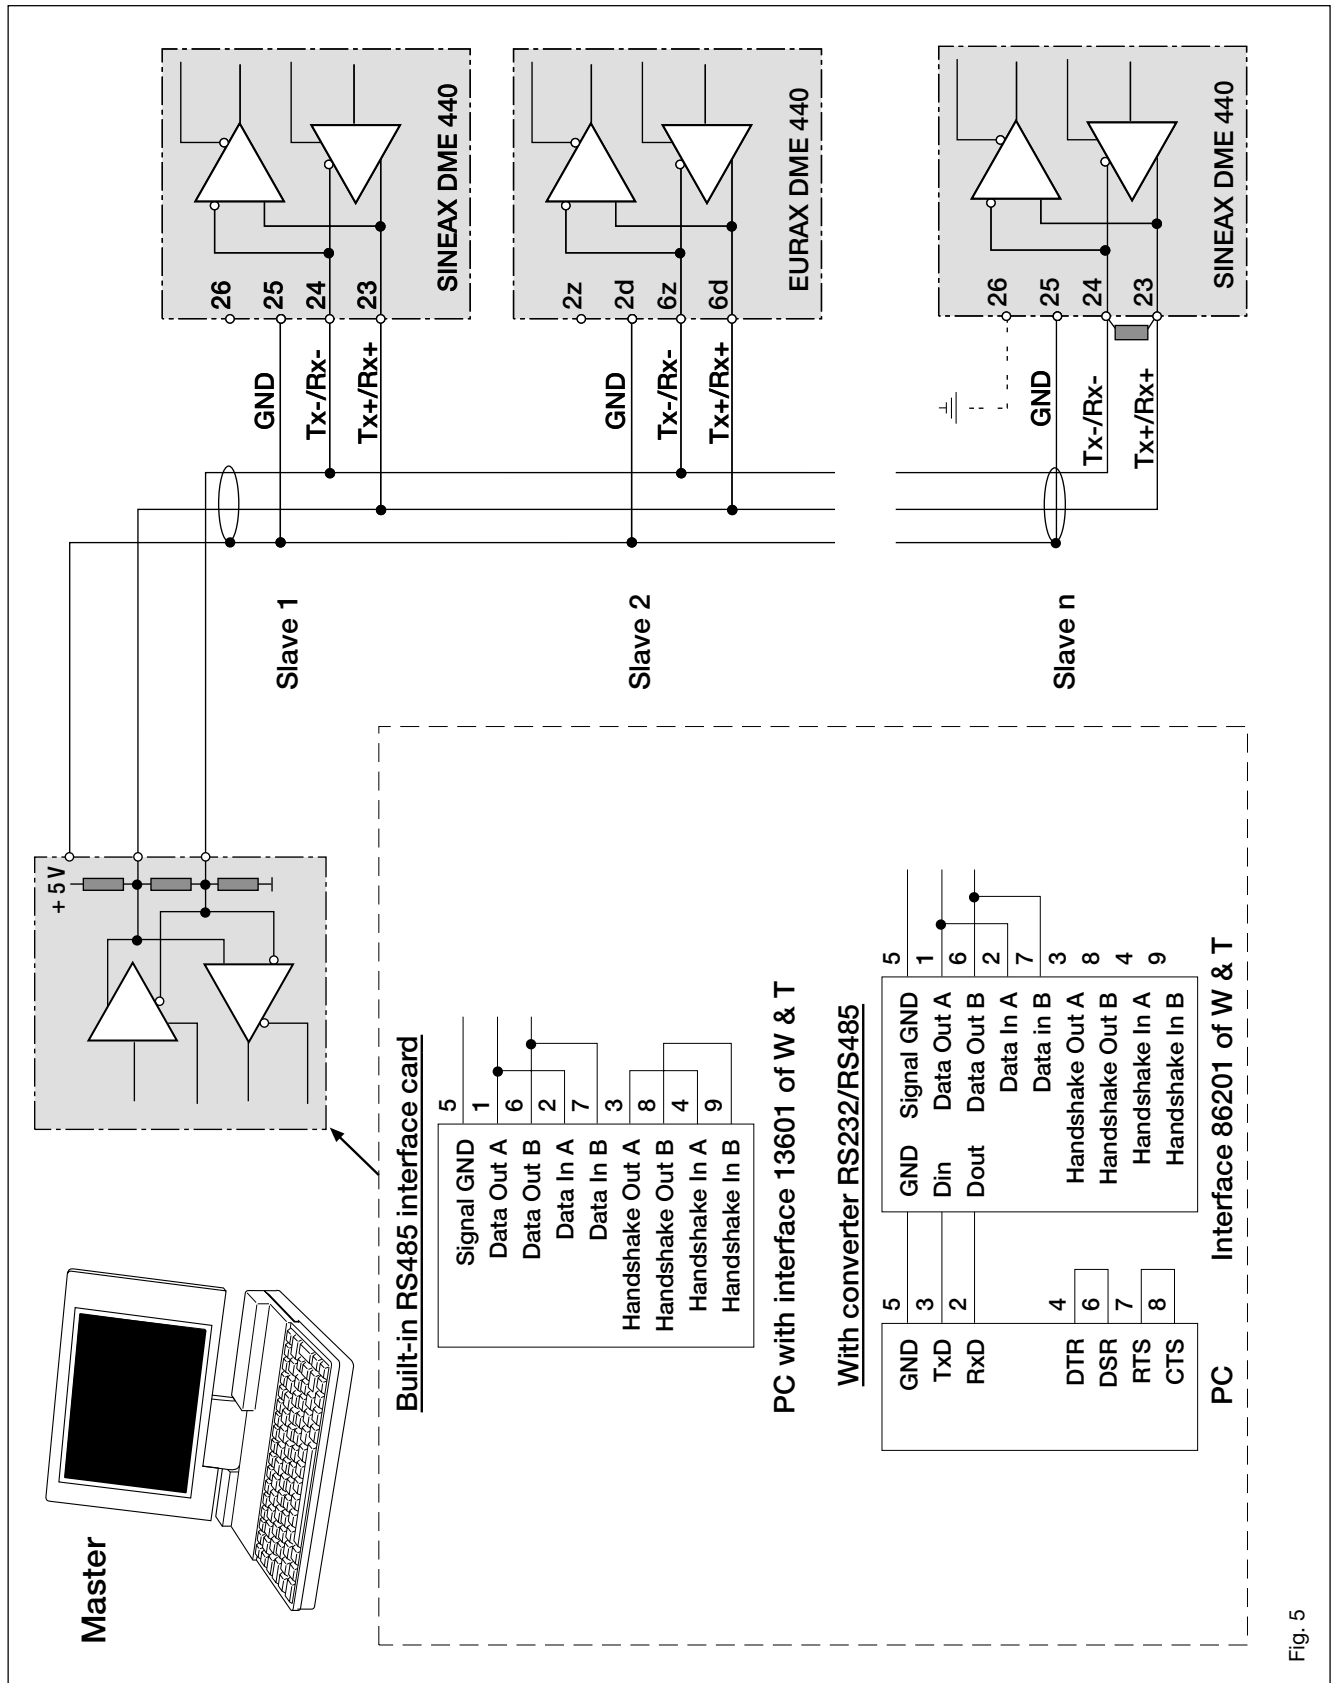 Master
+ 5 V
Slave 1
GND
Tx-/Rx-
Tx+/Rx+
26
25
24
23
SINEAX DME 440
Slave 2
GND
Tx-/Rx-
Tx+/Rx+
2z
2d
6z
6d
EURAX DME 440
Slave n
GND
Tx-/Rx-
Tx+/Rx+
26
25
24
23
SINEAX DME 440
Built-in RS485 interface card
Signal GND 5
Data Out A 1
Data Out B 6
Data In A 2
Data In B 7
Handshake Out A 3
Handshake Out B 8
Handshake In A 4
Handshake In B 9
PC with interface 13601 of W & T
With converter RS232/RS485
GND 5
TxD 3
RxD 2
DTR 4
DSR 6
RTS 7
CTS 8
PC
GND Signal GND 5
Din Data Out A 1
Dout Data Out B 6
Data In A 2
Data in B 7
Handshake Out A 3
Handshake Out B 8
Handshake In A 4
Handshake In B 9
Interface 86201 of W & T
Fig. 5